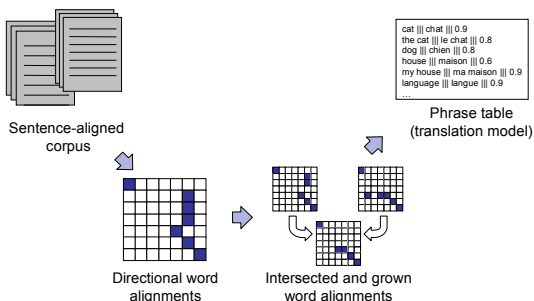 cat ||| chat ||| 0.9
the cat ||| le chat ||| 0.8
dog ||| chien ||| 0.8
house ||| maison ||| 0.6
my house ||| ma maison ||| 0.9
language ||| langue ||| 0.9
…
Phrase table
(translation model)
Sentence-aligned
corpus
Directional word
alignments
Intersected and grown
word alignments